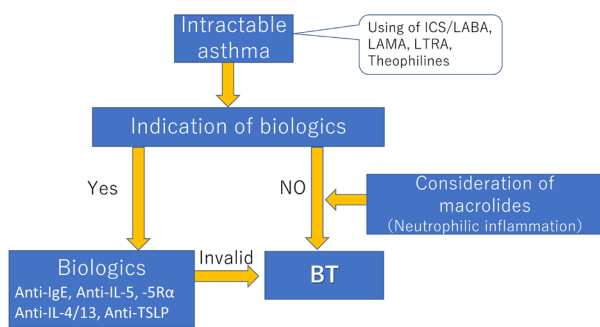 Intractable
asthma
Using of ICS/LABA,
LAMA, LTRA,
Theophilines
Indication of biologics
Yes
NO
Consideration of
macrolides
(Neutrophilic inflammation)
Biologics
Anti-IgE, Anti-IL-5, -5Rα
Anti-IL-4/13, Anti-TSLP
Invalid
BT